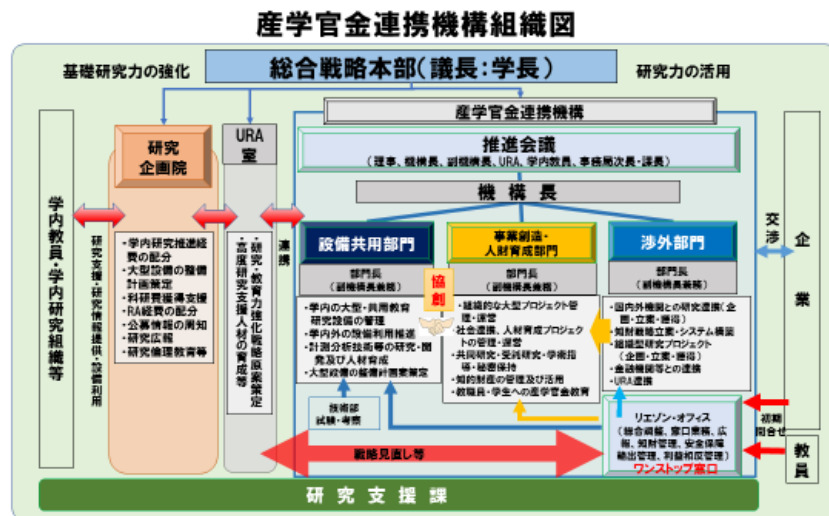 産学官金連携機構組織図
基礎研究力の強化
総合戦略本部(議長:学長)
研究力の活用
産学官金連携機構
推進会議
(理事、機構長、副機構長、URA、学内教員、事務局次長・課長)
機構長
研究
企画院
URA
室
学内教員・学内研究組織等
研究支援・研究情報提供・設備利用
・学内研究推進経
費の配分
・大型設備の整備
計画策定
・科研費獲得支援
・RA経費の配分
・公募情報の周知
・研究広報
・研究倫理教育等
・研究・教育力強化戦略原案策定
・高度研究支援人材の育成等
連携
設備共用部門
部門長
(副機構長兼務)
・学内の大型・共用教育
研究設備の管理
・学内外の設備利用推進
・計測分析技術等の研究・開
発及び人材育成
・大型設備の整備計画案策定
技術部
試験・考察
協創
事業創造・
人財育成部門
部門長
(副機構長兼務)
・組織的な大型プロジェクト管
理・運営
・社会連携、人材育成プロジェク
トの管理・運営
・共同研究・受託研究・学術指
導・秘密保持
・知的財産の管理及び活用
・教職員・学生への産学官金教育
渉外部門
部門長
(副機構長兼務)
・国内外機関との研究連携(企
画・立案・獲得)
・知財戦略立案・システム構築
・組織型研究プロジェクト
(企画・立案・獲得)
・金融機関等との連携
・URA連携
リエゾン・オフィス
(総合調整、窓口業務、広
報、知財管理、安全保障
輸出管理、利益相反管理)
ワンストップ窓口
交渉
企業
初期
問合せ
教員
戦略見直し等
研究支援課